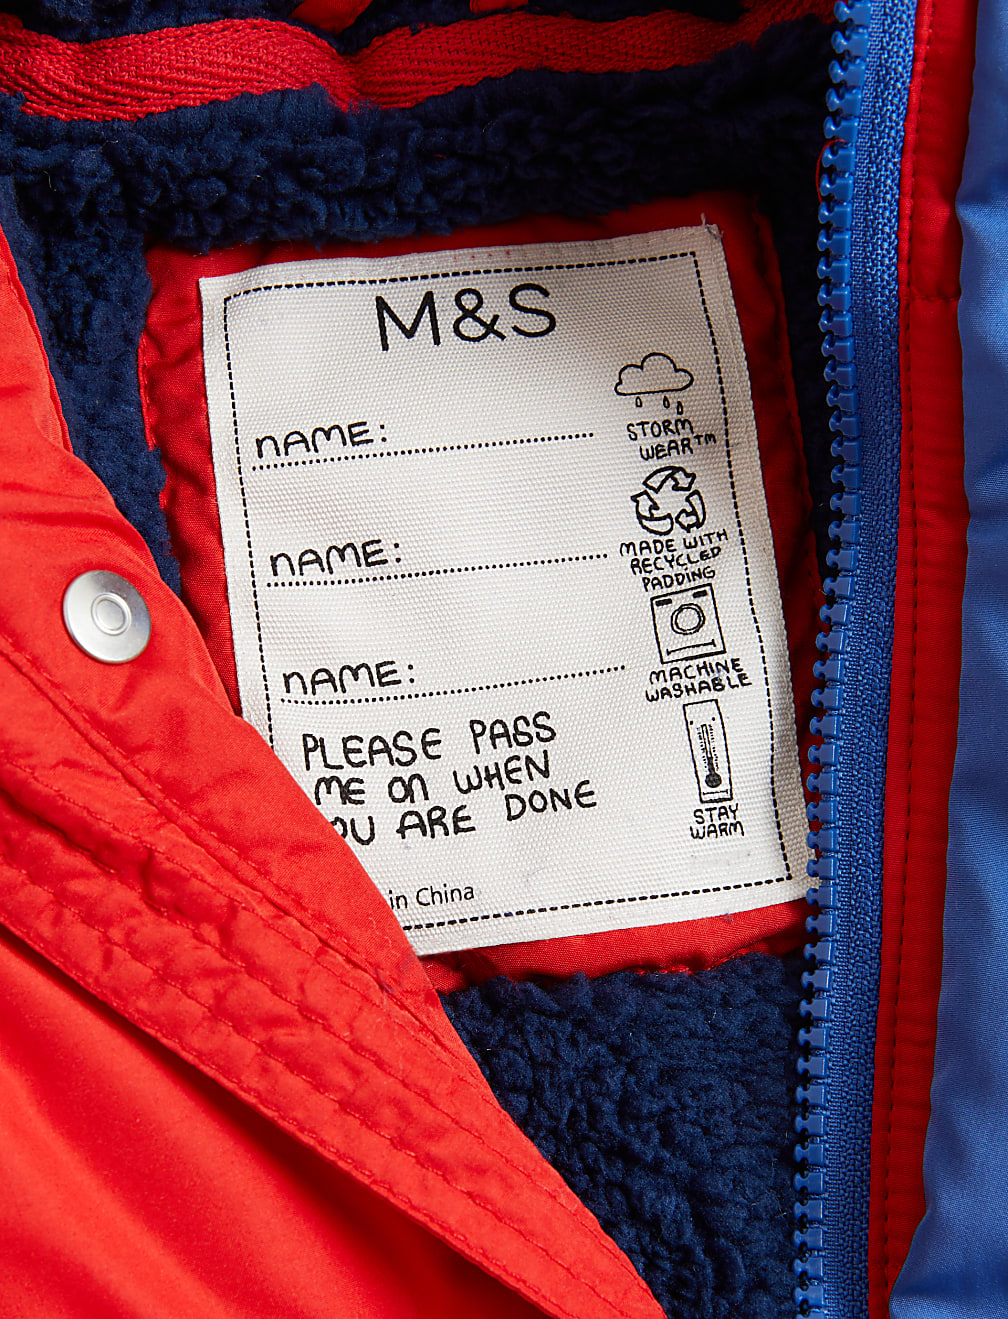 M&S
NAME:
STORM
WEAR™
NAME:
MADE WITH
RECYCLED
PADDING
NAME:
MACHINE
WASHABLE
PLEASE PASS
ME ON WHEN
OU ARE DONE
STAY
WARM
in China